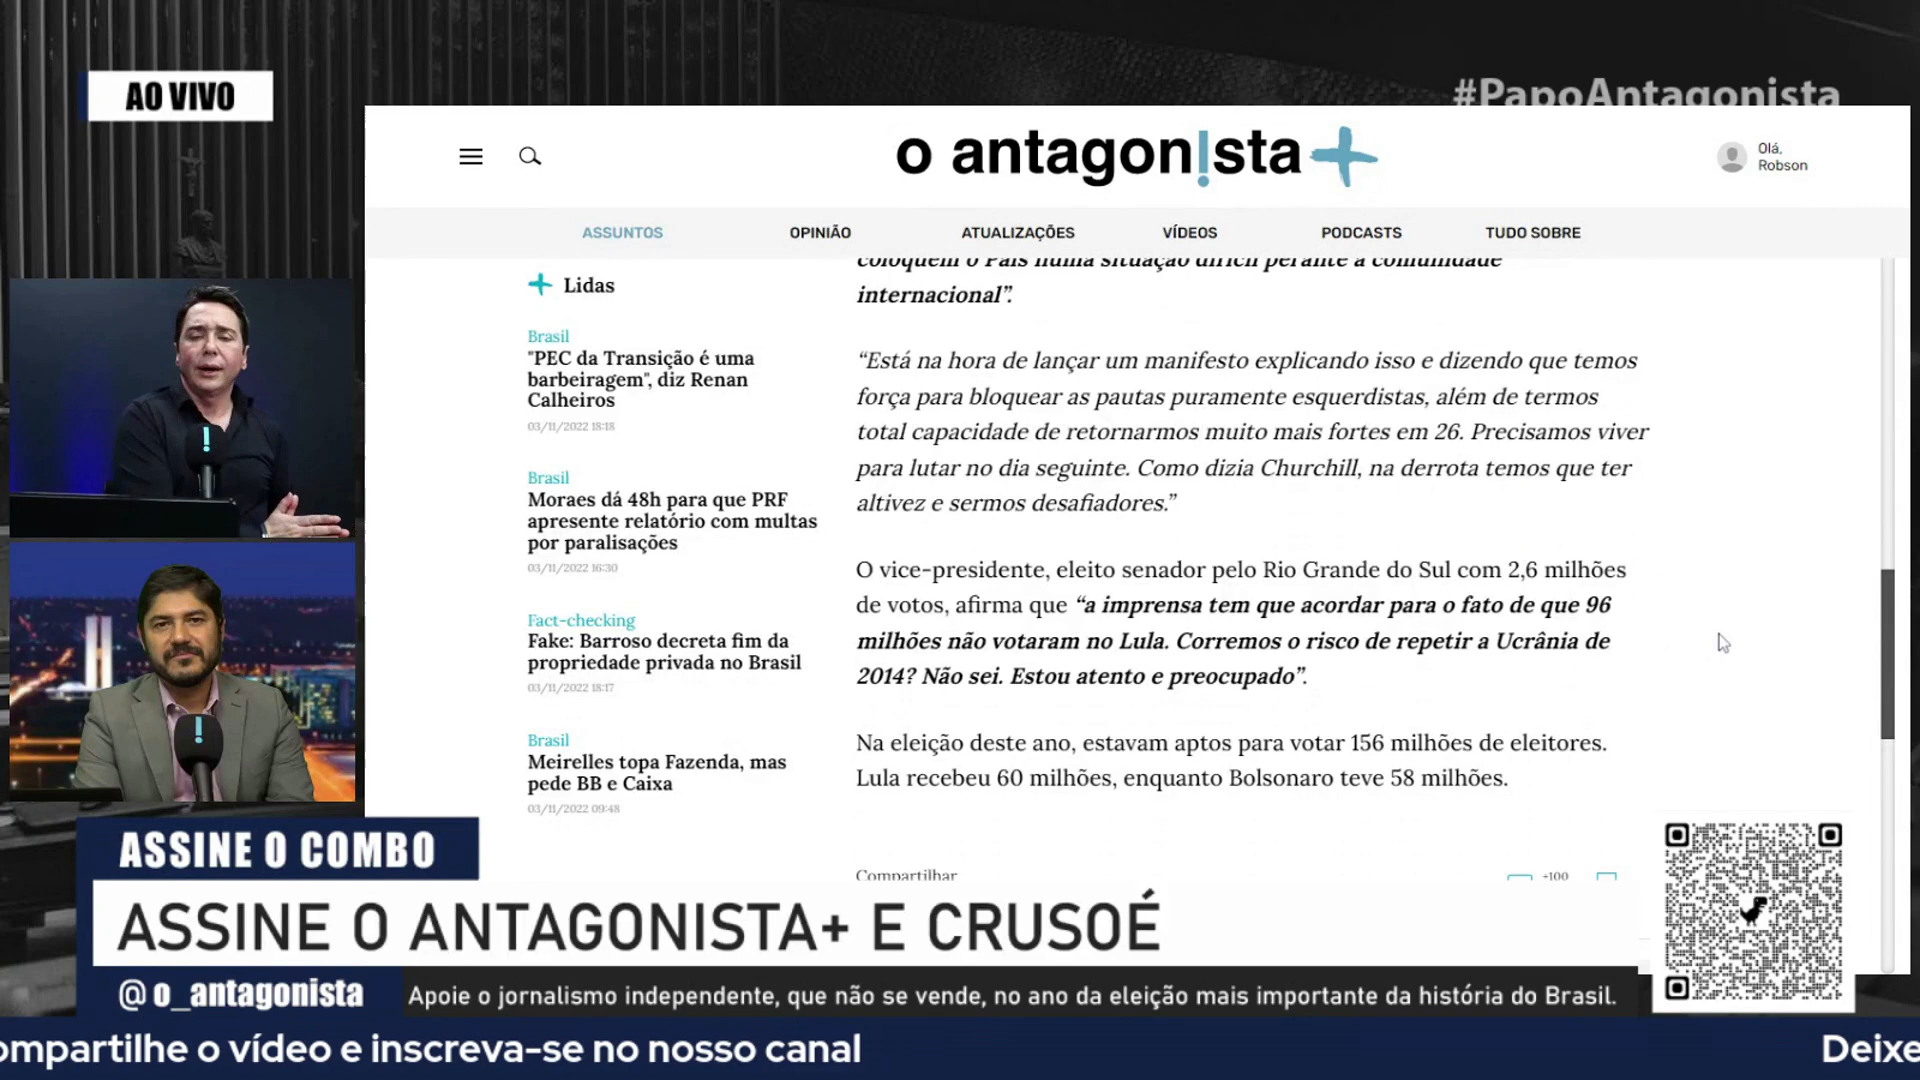 AO VIVO
#PapoAntagonista
o antagonista+
Olá,
Robson
ASSUNTOS
OPINIÃO
ATUALIZAÇÕES
VÍDEOS
PODCASTS
TUDO SOBRE
+ Lidas
Brasil
"PEC da Transição é uma
barbeiragem", diz Renan
Calheiros
03/11/2022 18:18
Brasil
Moraes dá 48h para que PRF
apresente relatório com multas
por paralisações
03/11/2022 16:30
Fact-checking
Fake: Barroso decreta fim da
propriedade privada no Brasil
03/11/2022 18:17
Brasil
Meirelles topa Fazenda, mas
pede BB e Caixa
03/11/2022 09:48
coloquem o País numa situação difícil perante a comunidade
internacional”.
“Está na hora de lançar um manifesto explicando isso e dizendo que temos
força para bloquear as pautas puramente esquerdistas, além de termos
total capacidade de retornarmos muito mais fortes em 26. Precisamos viver
para lutar no dia seguinte. Como dizia Churchill, na derrota temos que ter
altivez e sermos desafiadores.”
O vice-presidente, eleito senador pelo Rio Grande do Sul com 2,6 milhões
de votos, afirma que “a imprensa tem que acordar para o fato de que 96
milhões não votaram no Lula. Corremos o risco de repetir a Ucrânia de
2014? Não sei. Estou atento e preocupado”.
Na eleição deste ano, estavam aptos para votar 156 milhões de eleitores.
Lula recebeu 60 milhões, enquanto Bolsonaro teve 58 milhões.
Compartilhar
+100
ASSINE O COMBO
ASSINE O ANTAGONISTA+ E CRUSOÉ
@o_antagonista
Apoie o jornalismo independente, que não se vende, no ano da eleição mais importante da história do Brasil.
ompartilhe o vídeo e inscreva-se no nosso canal
Deixe